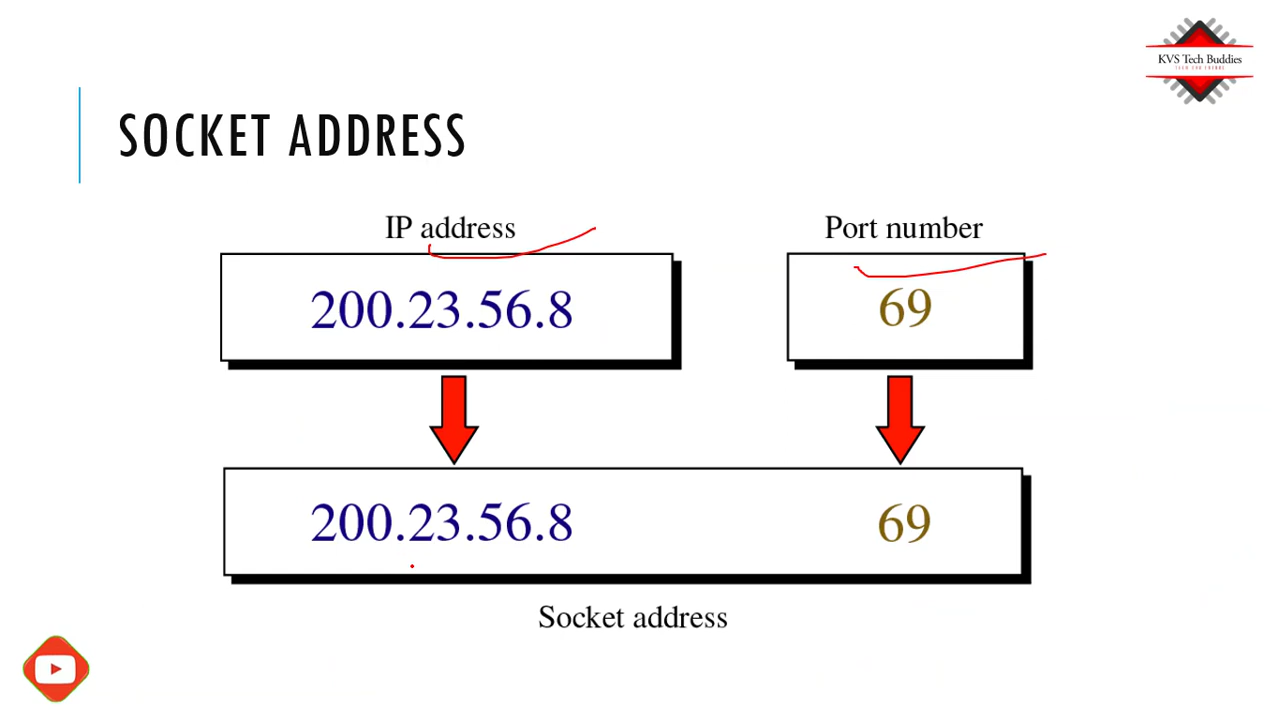 KVS Tech Buddies
SOCKET ADDRESS
IP address
Port number
200.23.56.8
69
200.23.56.8
69
Socket address